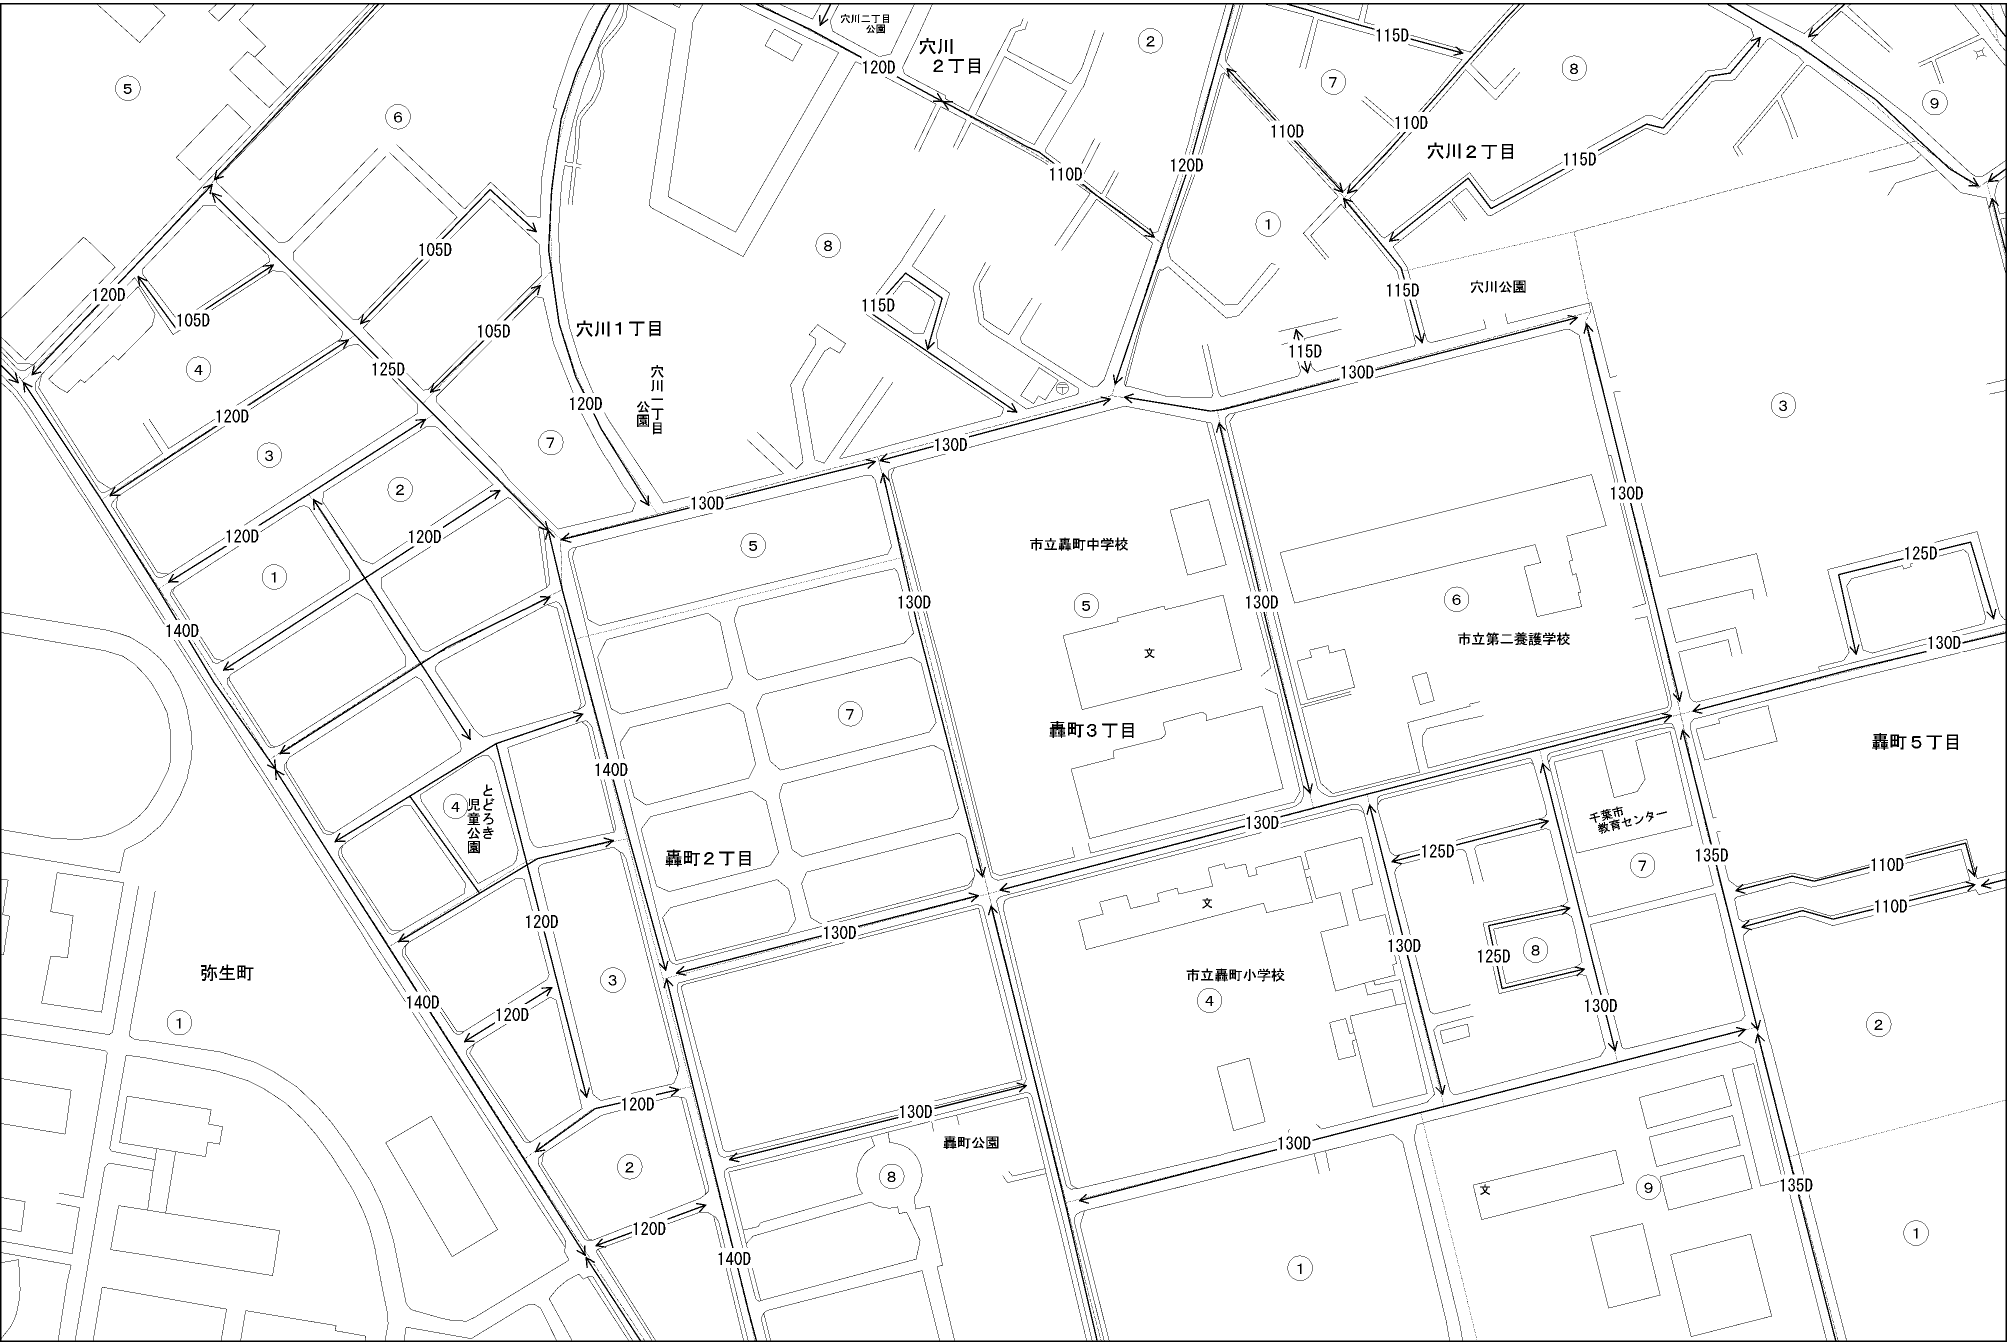 穴川二丁目
公園
穴川
2丁目
②
115D
⑤
120D
⑦
⑧
⑨
⑥
110D
110D
穴川2丁目
115D
120D
110D
105D
⑧
①
120D
105D
115D
115D
穴川公園
105D
穴川1丁目
115D
④
125D
130D
穴川一丁目
公園
120D
120D
③
⑦
130D
③
②
130D
130D
120D
120D
⑤
市立轟町中学校
125D
①
130D
⑤
130D
⑥
140D
市立第二養護学校
130D
文
⑦
轟町3丁目
轟町5丁目
140D
④
とどろき
児童公園
130D
千葉市
教育センター
轟町2丁目
125D
135D
⑦
110D
文
110D
120D
130D
130D
⑧
125D
弥生町
③
市立轟町小学校
140D
④
130D
①
120D
②
120D
130D
轟町公園
130D
②
⑧
文
⑨
135D
120D
140D
①
①